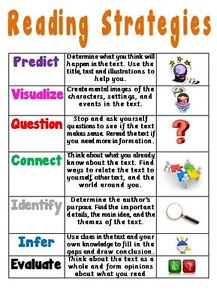 Reading Strategies
Predict
Determine what you think will
happen in the text. Use the
title, text and illustrations to
help you.
Visualize
Create mental images of the
characters, settings, and
events in the text.
Question
Stop and ask yourself
questions to see if the text
makes sense. Reread the text if
you need more information.
Connect
Think about what you already
know about the text. Find
ways to relate the text to
yourself, other text, and the
world around you.
Identify
Determine the author's
purpose. Find the important
details, the main idea, and the
themes of the text.
Infer
Use clues in the text and your
own knowledge to fill in the
gaps and draw conclusion.
Evaluate
Think about the text as a
whole and form opinions
about what you read